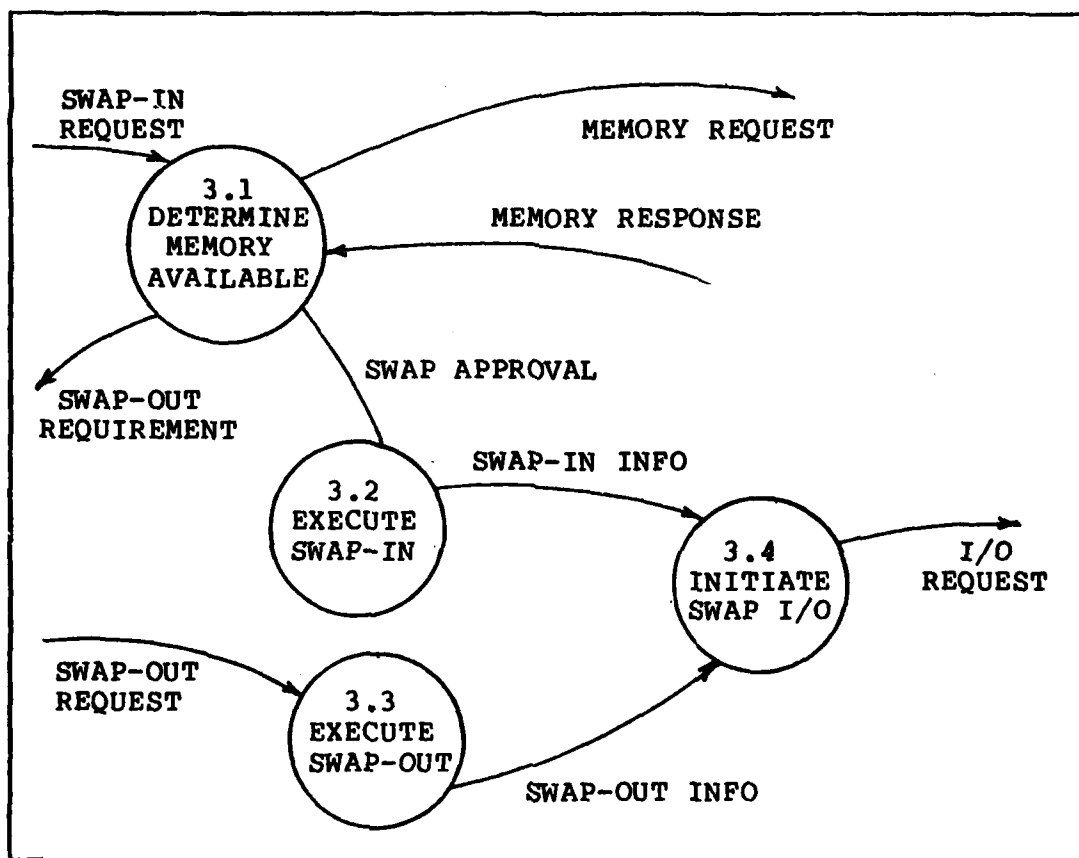 SWAP-IN
REQUEST
MEMORY REQUEST
3.1
DETERMINE
MEMORY
AVAILABLE
MEMORY RESPONSE
SWAP APPROVAL
SWAP-OUT
REQUIREMENT
3.2
EXECUTE
SWAP-IN
SWAP-IN INFO
3.4
INITIATE
SWAP I/O
I/O
REQUEST
SWAP-OUT
REQUEST
3.3
EXECUTE
SWAP-OUT
SWAP-OUT INFO